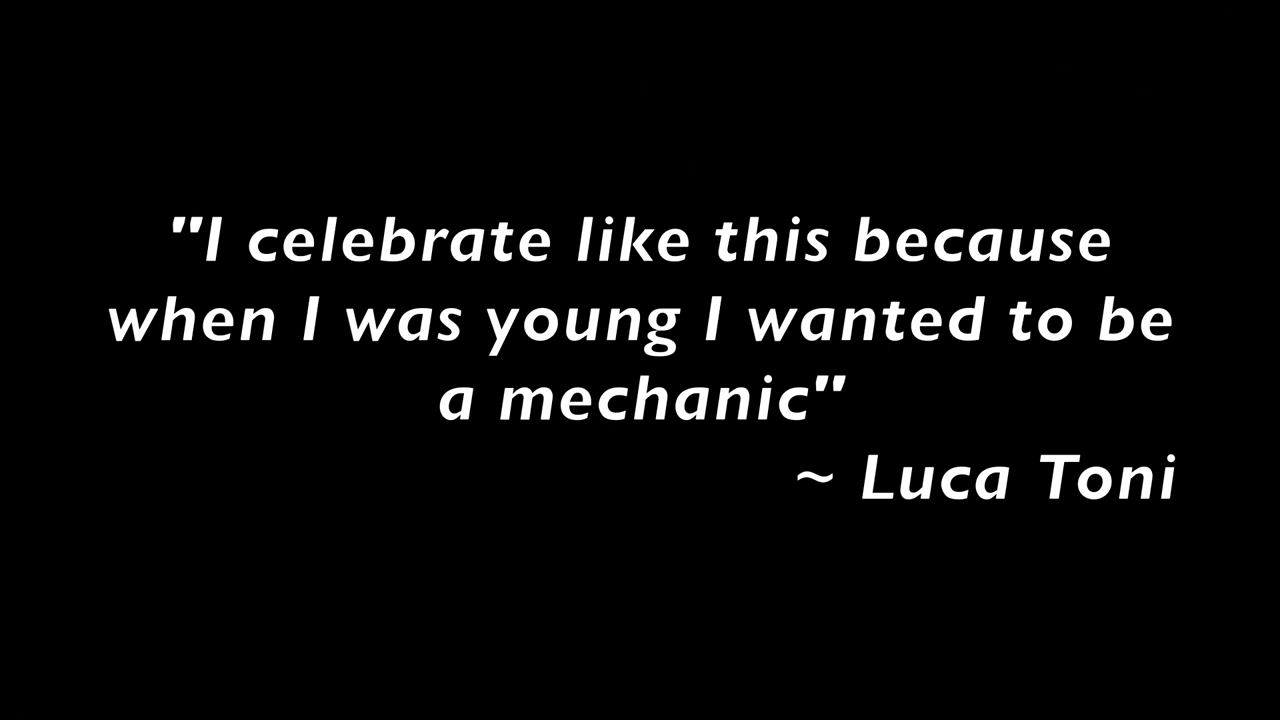 "I celebrate like this because
when I was young I wanted to be
a mechanic"
~ Luca Toni